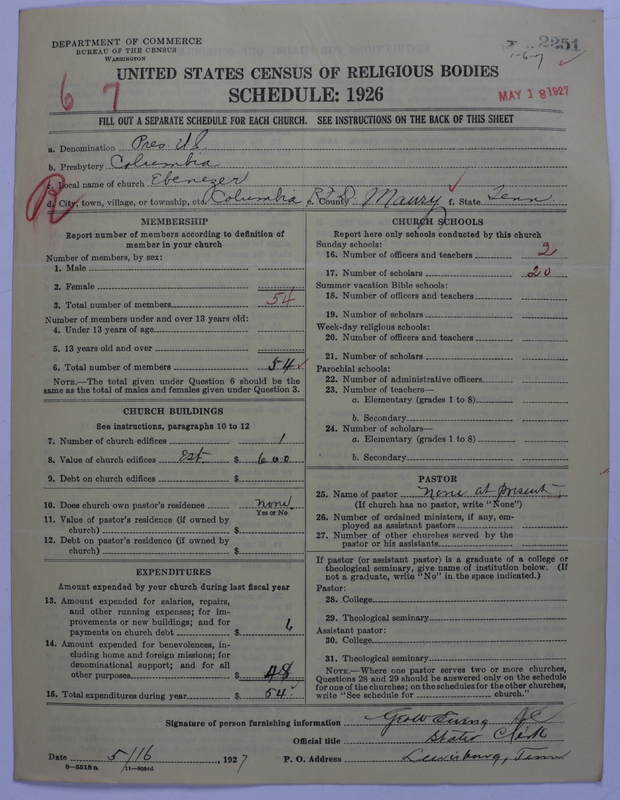 DEPARTMENT OF COMMERCE
BUREAU OF THE CENSUS
WASHINGTON
2251
1-6-7
UNITED STATES CENSUS OF RELIGIOUS BODIES
SCHEDULE: 1926
6 7
MAY 18 1927
FILL OUT A SEPARATE SCHEDULE FOR EACH CHURCH. SEE INSTRUCTIONS ON THE BACK OF THIS SHEET
a. Denomination Pres US
b. Presbytery Columbia
c. Local name of church Ebenezer
R
d. City, town, village, or township, etc. Columbia RFD e. County Maury f. State Tenn.
MEMBERSHIP
Report number of members according to definition of
member in your church
Number of members, by sex:
1. Male
2. Female
3. Total number of members 54
Number of members under and over 13 years old:
4. Under 13 years of age
5. 13 years old and over
6. Total number of members 54
NOTE.—The total given under Question 6 should be the
same as the total of males and females given under Question 3.
CHURCH BUILDINGS
See instructions, paragraphs 10 to 12
7. Number of church edifices 1
8. Value of church edifices Est. $ 600
9. Debt on church edifices $
10. Does church own pastor's residence none
Yes or No
11. Value of pastor's residence (if owned by
church) $
12. Debt on pastor's residence (if owned by
church) $
EXPENDITURES
Amount expended by your church during last fiscal year
13. Amount expended for salaries, repairs,
and other running expenses; for im-
provements or new buildings; and for
payments on church debt $ 6
14. Amount expended for benevolences, in-
cluding home and foreign missions; for
denominational support; and for all
other purposes $ 48
15. Total expenditures during year $ 54
CHURCH SCHOOLS
Report here only schools conducted by this church
Sunday schools:
16. Number of officers and teachers 2
17. Number of scholars 20
Summer vacation Bible schools:
18. Number of officers and teachers
19. Number of scholars
Week-day religious schools:
20. Number of officers and teachers
21. Number of scholars
Parochial schools:
22. Number of administrative officers
23. Number of teachers—
a. Elementary (grades 1 to 8)
b. Secondary
24. Number of scholars—
a. Elementary (grades 1 to 8)
b. Secondary
PASTOR
25. Name of pastor None at present
(If church has no pastor, write "None")
26. Number of ordained ministers, if any, em-
ployed as assistant pastors
27. Number of other churches served by the
pastor or his assistants
If pastor (or assistant pastor) is a graduate of a college or
theological seminary, give name of institution below. (If
not a graduate, write "No" in the space indicated.)
Pastor:
28. College
29. Theological seminary
Assistant pastor:
30. College
31. Theological seminary
NOTE.—Where one pastor serves two or more churches,
Questions 28 and 29 should be answered only on the schedule
for one of the churches; on the schedules for the other churches,
write "See schedule for church."
Signature of person furnishing information Geo W Ewing
Official title Stated Clerk
Date 5/16, 1927 P. O. Address Lewisburg, Tenn
8—5518 a 11—9034d